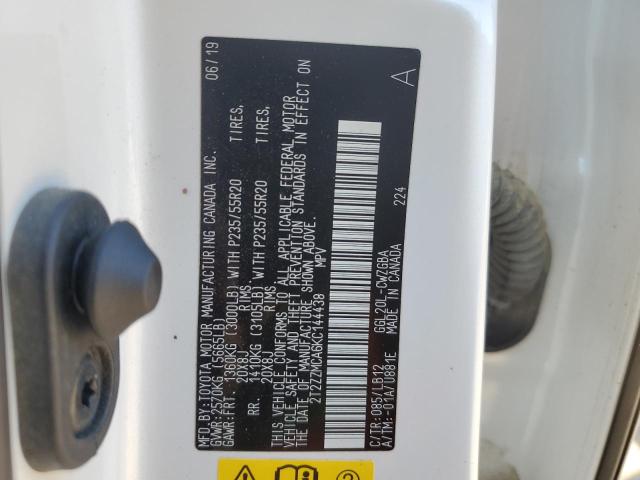 MFD.BY:TOYOTA MOTOR MANUFACTURING CANADA INC. 06/19
GVWR:2570KG (5665LB)
GAWR:FRT. 1360KG (3000LB) WITH P235/55R20 TIRES,
20X8J RIMS,
RR. 1410KG (3105LB) WITH P235/55R20 TIRES,
20X8J RIMS,
THIS VEHICLE CONFORMS TO ALL APPLICABLE FEDERAL MOTOR
VEHICLE SAFETY AND THEFT PREVENTION STANDARDS IN EFFECT ON
THE DATE OF MANUFACTURE SHOWN ABOVE.
2T2ZZMCA6KC144438 MPV
A
C/TR:085/LB12 GGL20L-CWZGBA 224
A/TM:-01A/0881E MADE IN CANADA